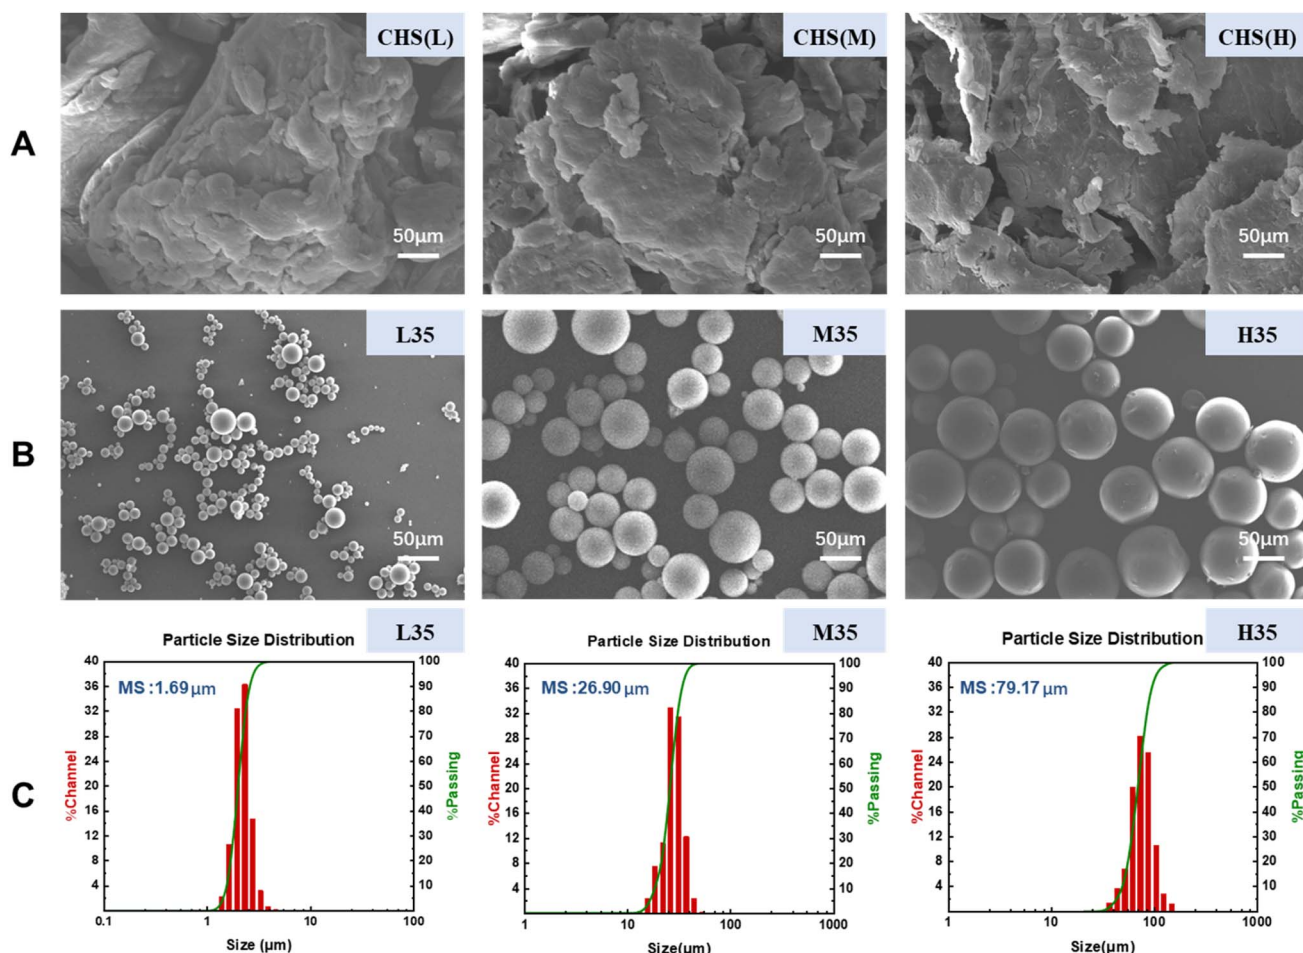 CHS(L)
CHS(M)
CHS(H)
A
50μm
50μm
50μm
L35
M35
H35
B
50μm
50μm
50μm
L35
M35
H35
Particle Size Distribution
Particle Size Distribution
Particle Size Distribution
C
MS :1.69 μm
%Channel
40
36
32
28
24
20
16
12
8
4
%Passing
100
90
80
70
60
50
40
30
20
10
0.1
1
10
100
Size (μm)
MS :26.90 μm
%Channel
40
36
32
28
24
20
16
12
8
4
%Passing
100
90
80
70
60
50
40
30
20
10
1
10
100
1000
Size(μm)
MS :79.17 μm
%Channel
40
36
32
28
24
20
16
12
8
4
%Passing
100
90
80
70
60
50
40
30
20
10
1
10
100
1000
Size(μm)